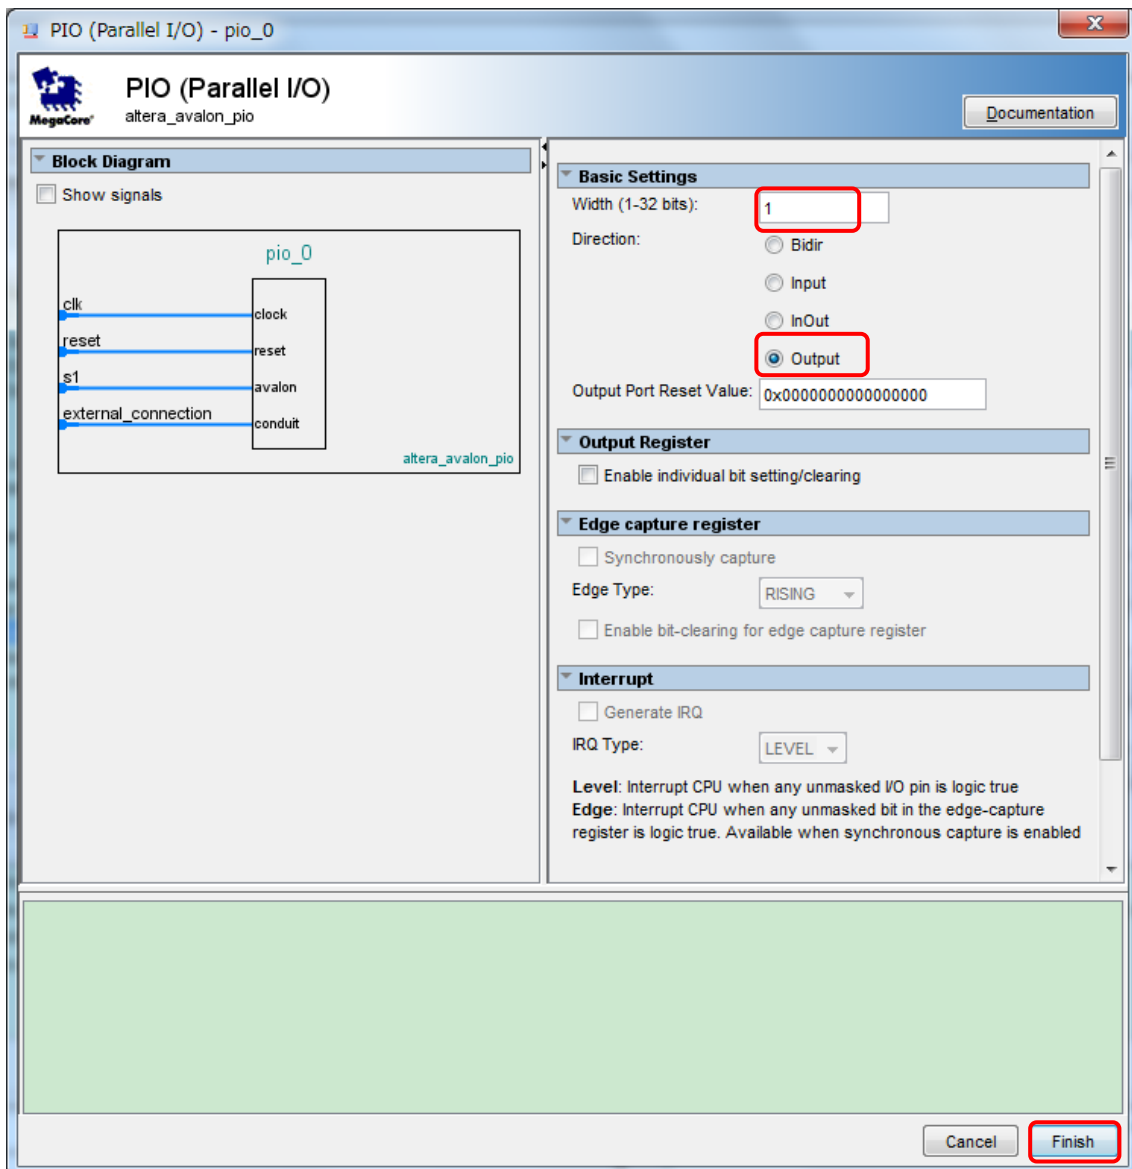 PIO (Parallel I/O) - pio_0
PIO (Parallel I/O)
altera_avalon_pio
MegaCore®
Documentation
Block Diagram
Show signals
pio_0
clk
clock
reset
reset
s1
avalon
external_connection
conduit
altera_avalon_pio
Basic Settings
Width (1-32 bits):
1
Direction:
Bidir
Input
InOut
Output
Output Port Reset Value:
0x0000000000000000
Output Register
Enable individual bit setting/clearing
Edge capture register
Synchronously capture
Edge Type:
RISING
Enable bit-clearing for edge capture register
Interrupt
Generate IRQ
IRQ Type:
LEVEL
Level: Interrupt CPU when any unmasked I/O pin is logic true
Edge: Interrupt CPU when any unmasked bit in the edge-capture
register is logic true. Available when synchronous capture is enabled
Cancel
Finish